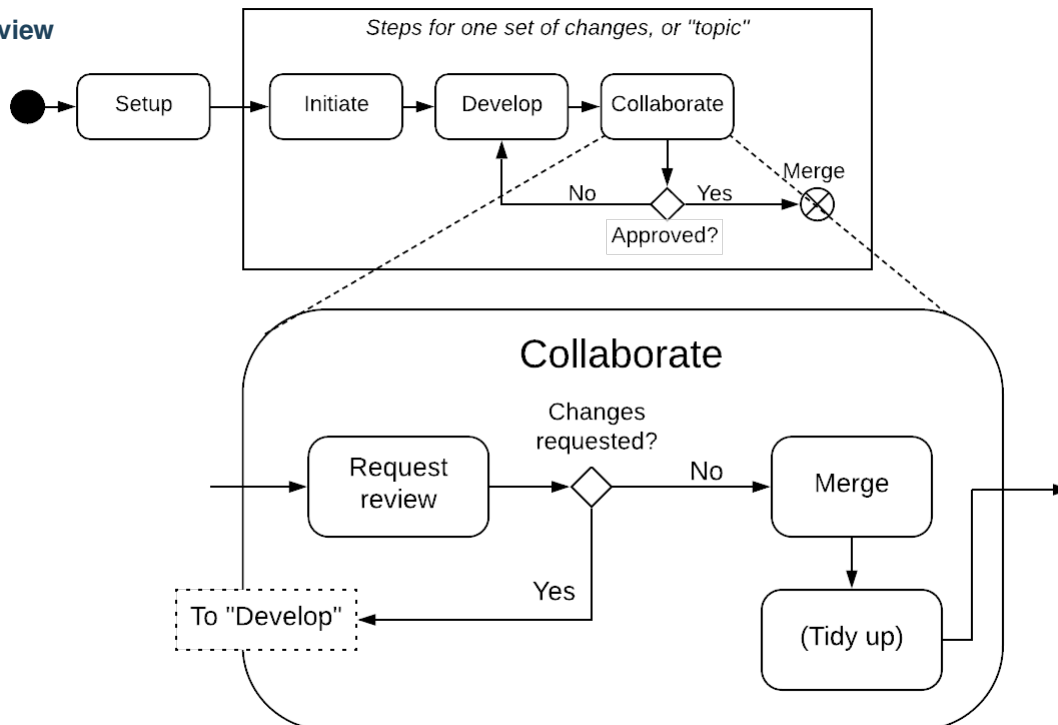 view
Steps for one set of changes, or "topic"
Setup
Initiate
Develop
Collaborate
Merge
No
Yes
Approved?
Collaborate
Changes
requested?
Request
review
No
Merge
Yes
To "Develop"
(Tidy up)